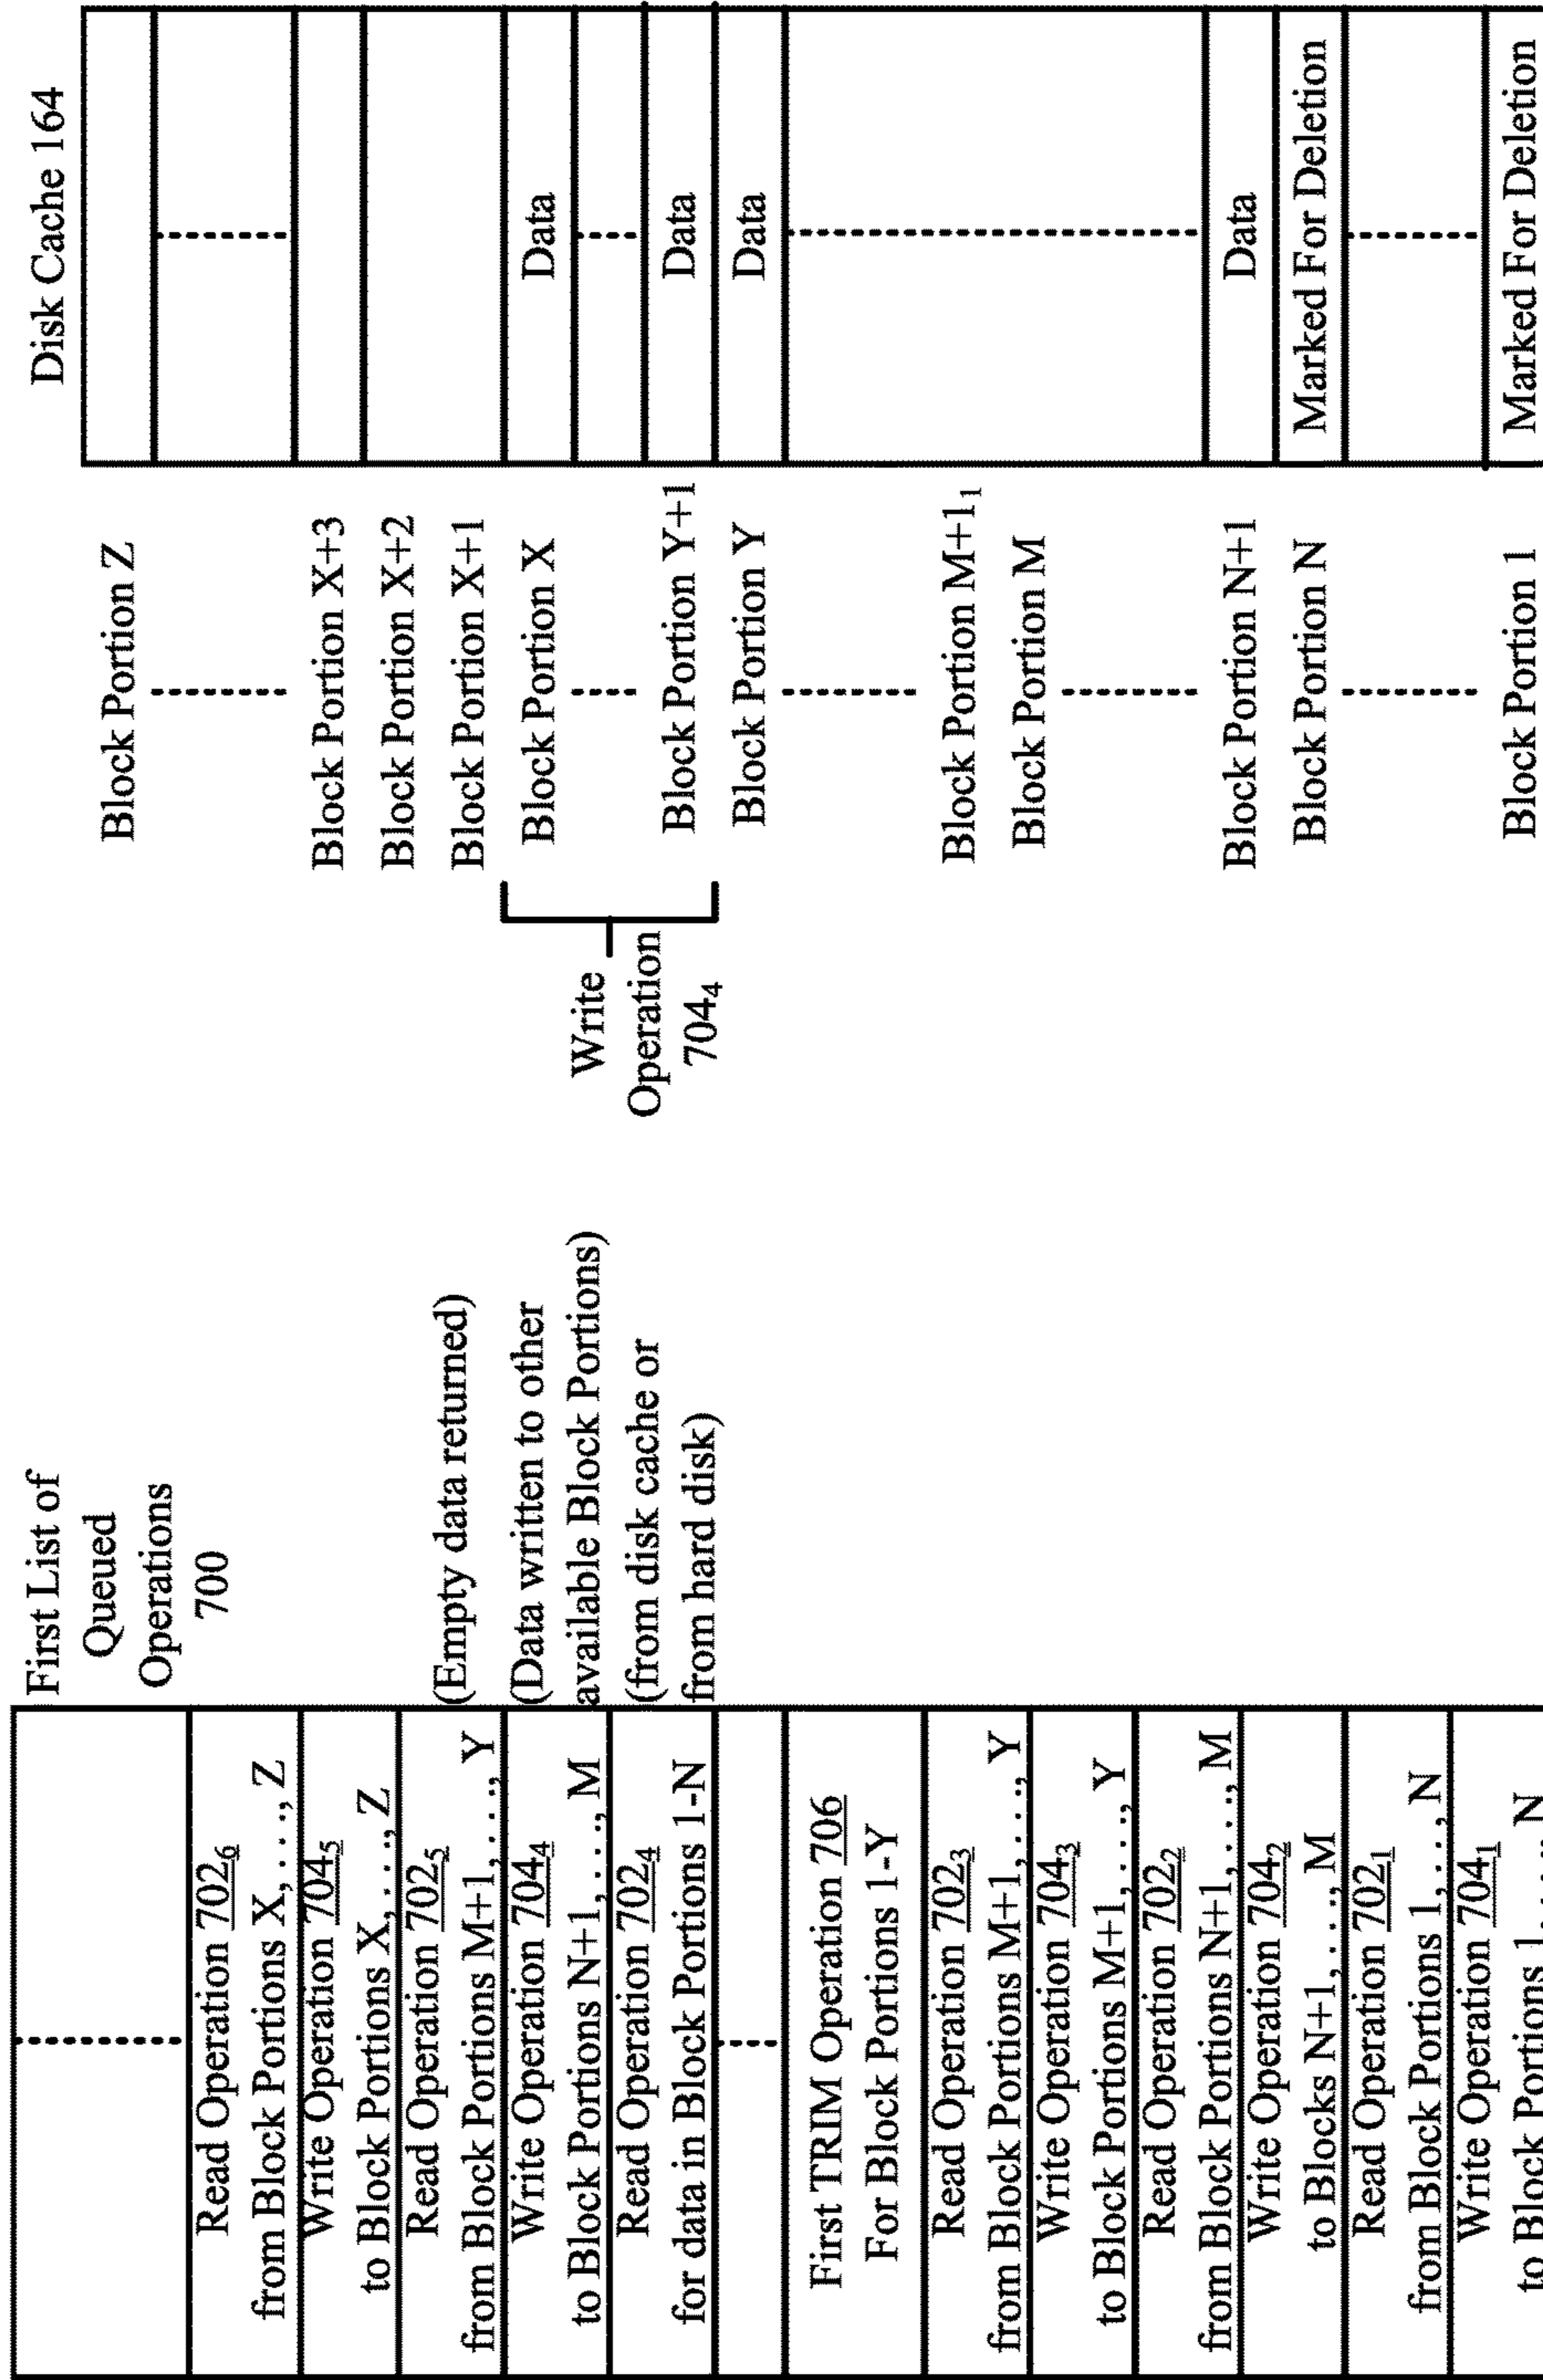 First List of
Queued
Operations
700
Read Operation 702₆
from Block Portions X,...,Z
Write Operation 704₅
to Block Portions X,...,Z
Read Operation 702₅
from Block Portions M+1,...,Y
(Empty data returned)
Write Operation 704₄
to Block Portions N+1,...,M
(Data written to other
available Block Portions)
Read Operation 702₄
for data in Block Portions 1-N
(from disk cache or
from hard disk)
First TRIM Operation 706
For Block Portions 1-Y
Read Operation 702₃
from Block Portions M+1,...,Y
Write Operation 704₃
to Block Portions M+1,...,Y
Read Operation 702₂
from Block Portions N+1,...,M
Write Operation 704₂
to Blocks N+1,...,M
Read Operation 702₁
from Block Portions 1,...,N
Write Operation 704₁
to Block Portions 1,...,N
Write
Operation
704₄
Block Portion Z
Block Portion X+3
Block Portion X+2
Block Portion X+1
Block Portion X
Block Portion Y+1
Block Portion Y
Block Portion M+1₁
Block Portion M
Block Portion N+1
Block Portion N
Block Portion 1
Disk Cache 164
Data
Data
Data
Data
Marked For Deletion
Marked For Deletion